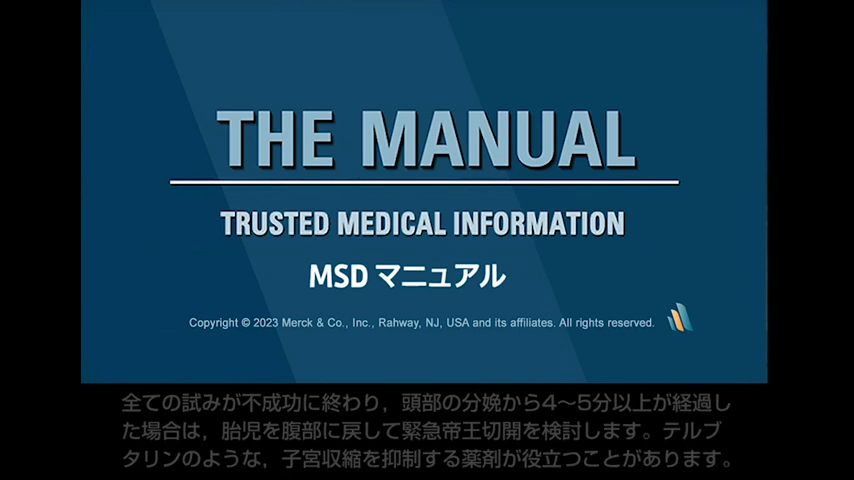 THE MANUAL
TRUSTED MEDICAL INFORMATION
MSD マニュアル
Copyright © 2023 Merck & Co., Inc., Rahway, NJ, USA and its affiliates. All rights reserved.
全ての試みが不成功に終わり，頭部の分娩から4～5分以上が経過し
た場合は，胎児を腹部に戻して緊急帝王切開を検討します。テルブ
タリンのような，子宮収縮を抑制する薬剤が役立つことがあります。